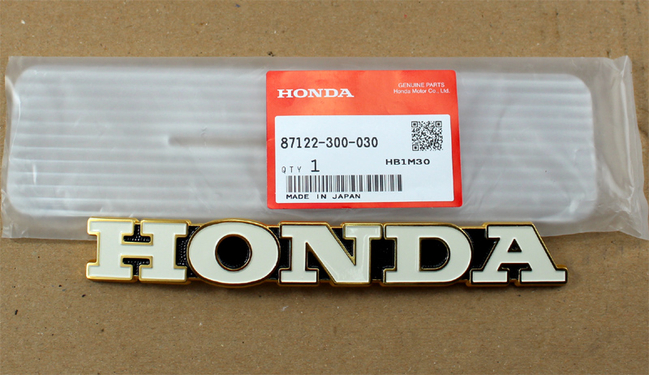 HONDA
GENUINE PARTS
Honda Motor Co., Ltd.
87122-300-030
QTY 1
HB1M30
MADE IN JAPAN
HONDA